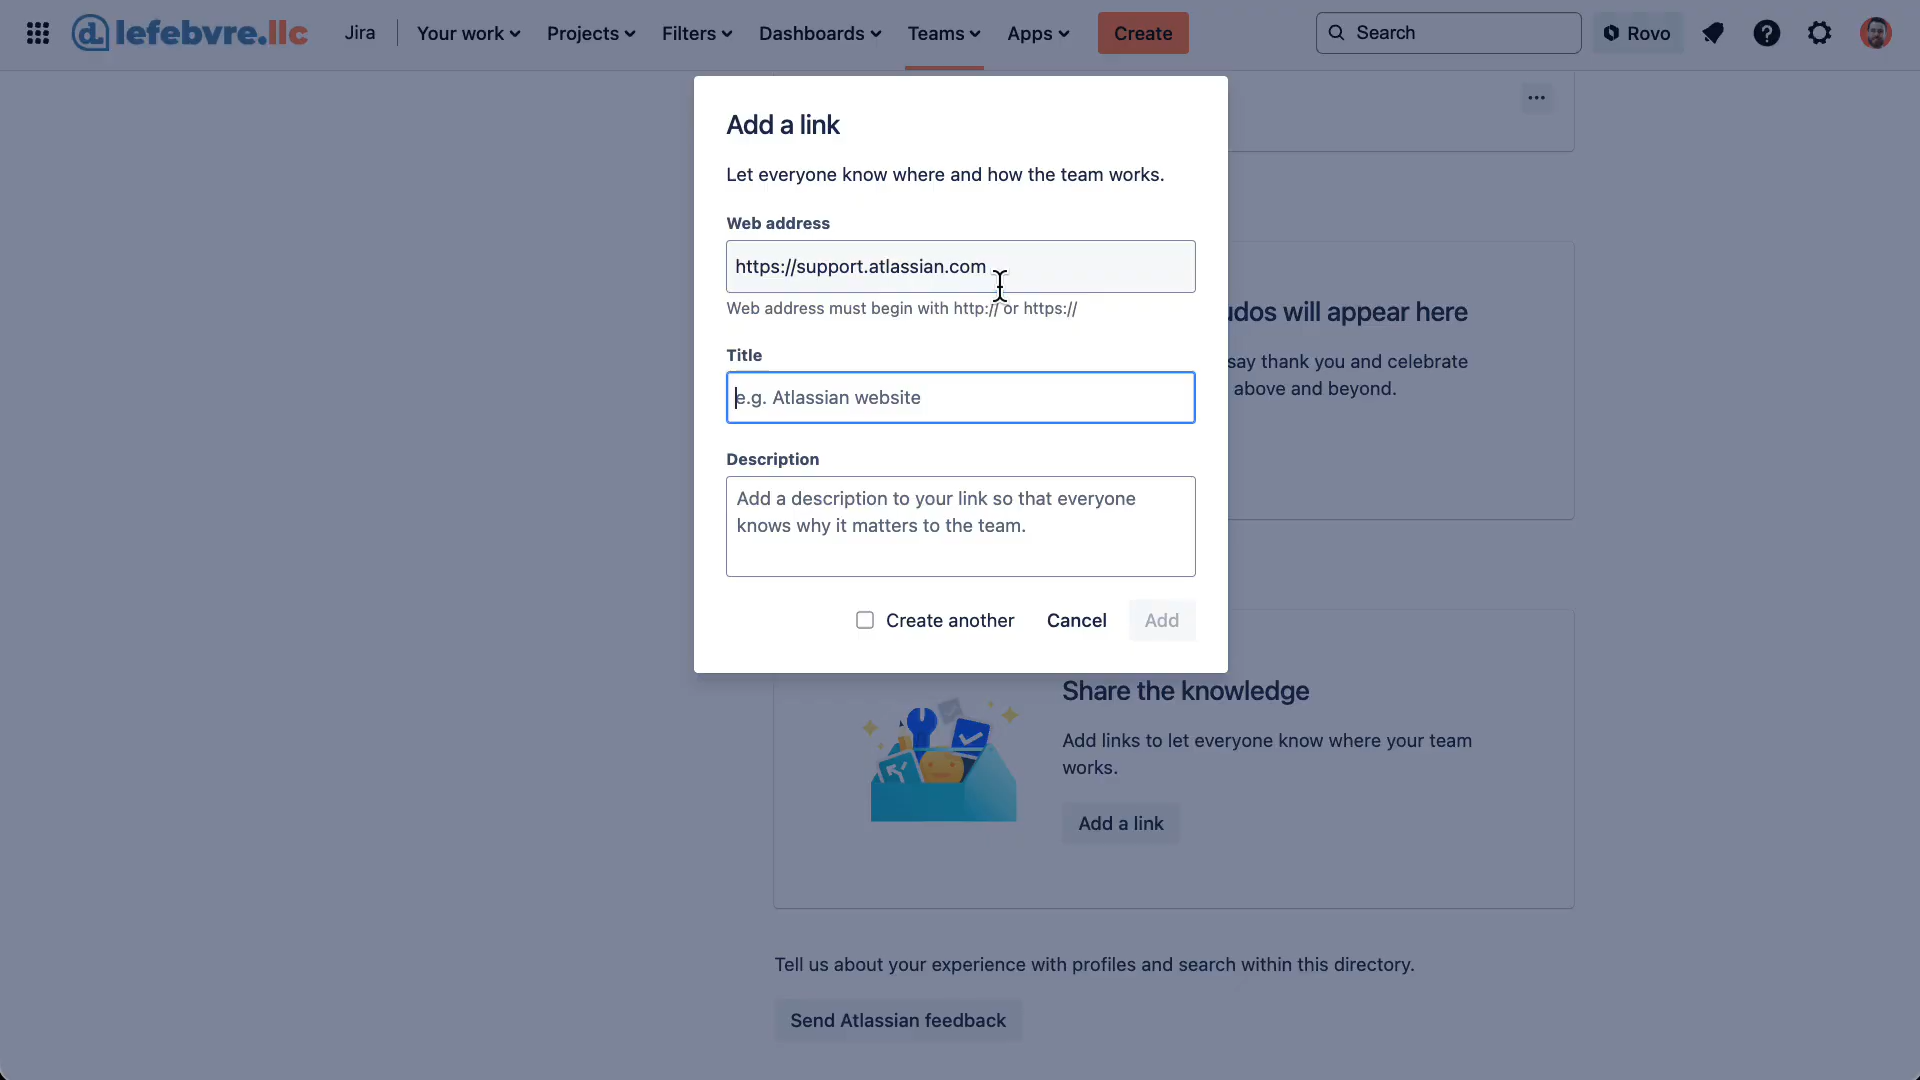 lefebvre.llc
Jira
Your work
Projects
Filters
Dashboards
Teams
Apps
Create
Search
Rovo
Add a link
Let everyone know where and how the team works.
Web address
https://support.atlassian.com
Web address must begin with http:// or https://
Title
e.g. Atlassian website
Description
Add a description to your link so that everyone
knows why it matters to the team.
Create another
Cancel
Add
will appear here
say thank you and celebrate
above and beyond.
Share the knowledge
Add links to let everyone know where your team
works.
Add a link
Tell us about your experience with profiles and search within this directory.
Send Atlassian feedback